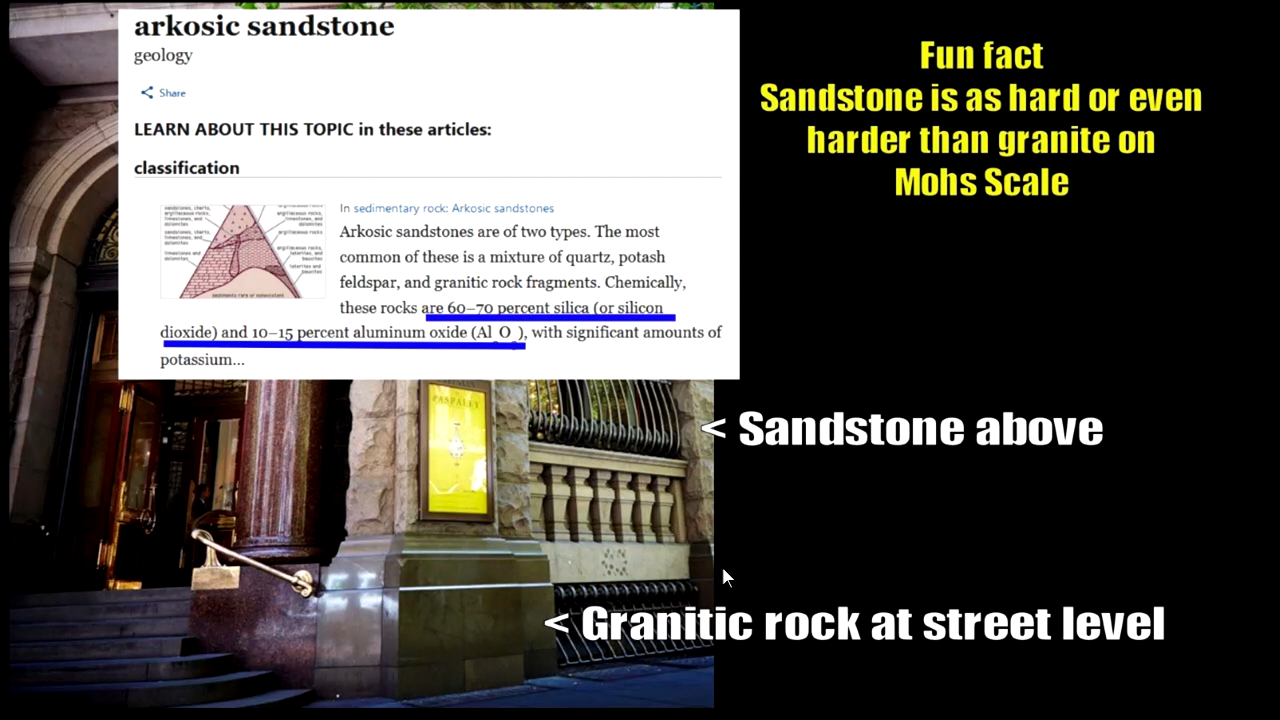 arkosic sandstone
geology
Share
LEARN ABOUT THIS TOPIC in these articles:
classification
In sedimentary rock: Arkosic sandstones
Arkosic sandstones are of two types. The most
common of these is a mixture of quartz, potash
feldspar, and granitic rock fragments. Chemically,
these rocks are 60–70 percent silica (or silicon
dioxide) and 10–15 percent aluminum oxide (Al O ), with significant amounts of
potassium...
Fun fact
Sandstone is as hard or even
harder than granite on
Mohs Scale
PASPALEY
< Sandstone above
< Granitic rock at street level